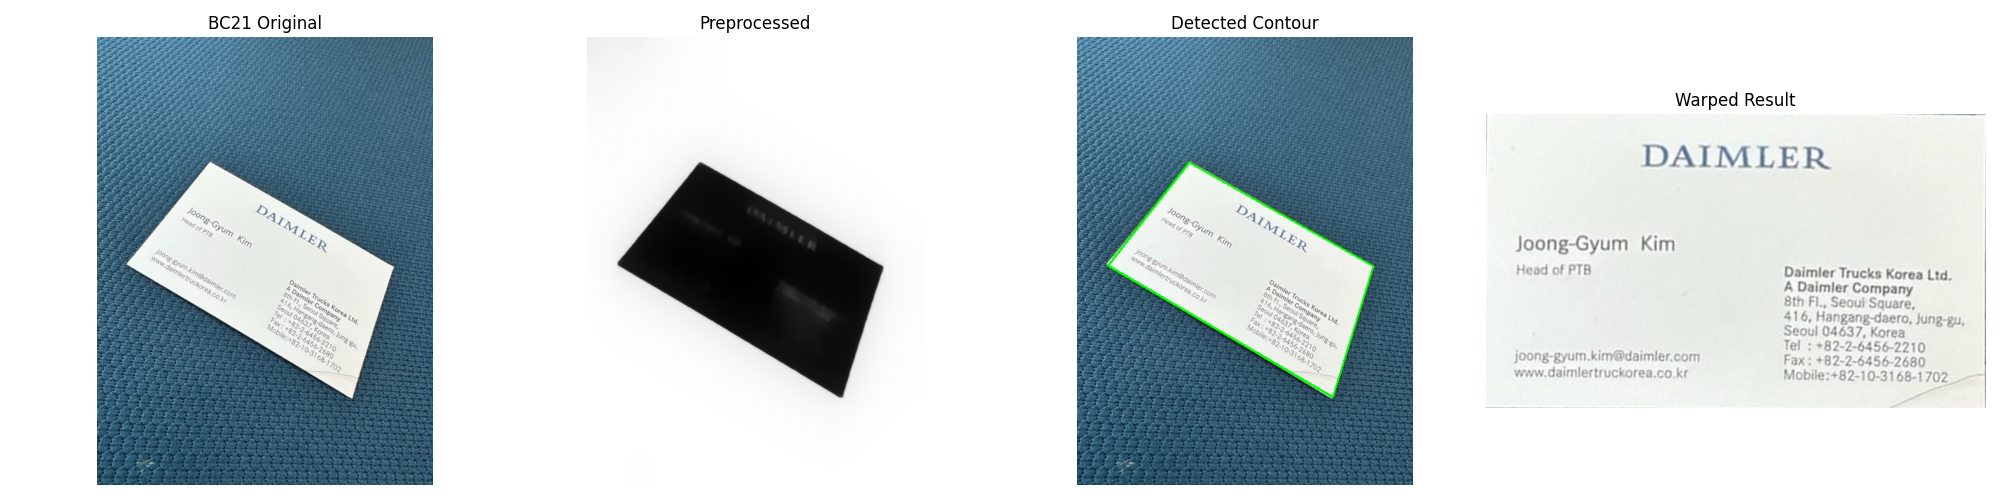 BC21 Original
DAIMLER
Joong-Gyum Kim
Head of PTB
joong-gyum.kim@daimler.com
www.daimlertruckorea.co.kr
Daimler Trucks Korea Ltd.
A Daimler Company
8th Fl., Seoul Square,
416, Hangang-daero, Jung-gu,
Seoul 04637, Korea
Tel : +82-2-6456-2210
Fax : +82-2-6456-2680
Mobile:+82-10-3168-1702
Preprocessed
DAIMLER
Detected Contour
DAIMLER
Joong-Gyum Kim
Head of PTB
joong-gyum.kim@daimler.com
www.daimlertruckorea.co.kr
Daimler Trucks Korea Ltd.
A Daimler Company
8th Fl., Seoul Square,
416, Hangang-daero, Jung-gu,
Seoul 04637, Korea
Tel : +82-2-6456-2210
Fax : +82-2-6456-2680
Mobile:+82-10-3168-1702
Warped Result
DAIMLER
Joong-Gyum Kim
Head of PTB
Daimler Trucks Korea Ltd.
A Daimler Company
8th Fl., Seoul Square,
416, Hangang-daero, Jung-gu,
Seoul 04637, Korea
Tel : +82-2-6456-2210
Fax : +82-2-6456-2680
Mobile:+82-10-3168-1702
joong-gyum.kim@daimler.com
www.daimlertruckorea.co.kr